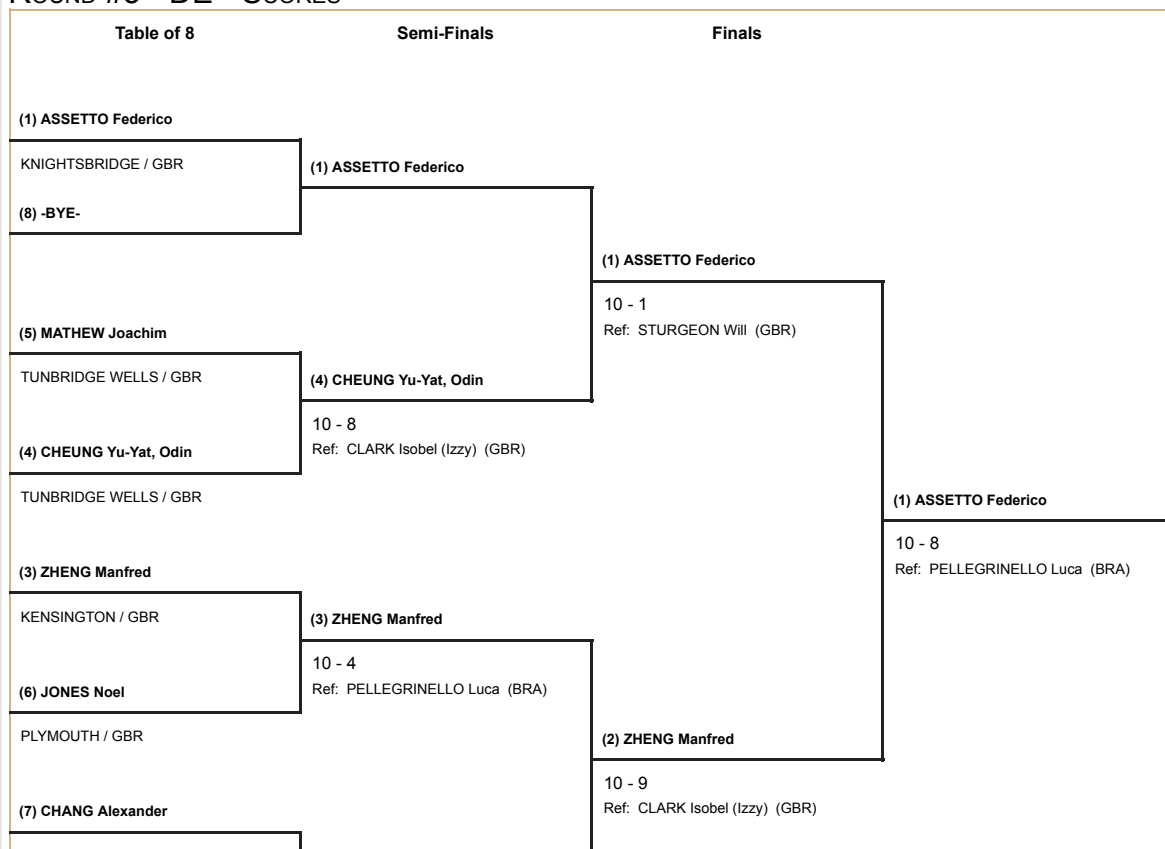 Table of 8
Semi-Finals
Finals
(1) ASSETTO Federico
KNIGHTSBRIDGE / GBR
(8) -BYE-
(1) ASSETTO Federico
(5) MATHEW Joachim
TUNBRIDGE WELLS / GBR
(4) CHEUNG Yu-Yat, Odin
TUNBRIDGE WELLS / GBR
(4) CHEUNG Yu-Yat, Odin
10 - 8
Ref: CLARK Isobel (Izzy) (GBR)
(1) ASSETTO Federico
10 - 1
Ref: STURGEON Will (GBR)
(3) ZHENG Manfred
KENSINGTON / GBR
(6) JONES Noel
PLYMOUTH / GBR
(3) ZHENG Manfred
10 - 4
Ref: PELLEGRINELLO Luca (BRA)
(7) CHANG Alexander
(2) ZHENG Manfred
10 - 9
Ref: CLARK Isobel (Izzy) (GBR)
(1) ASSETTO Federico
10 - 8
Ref: PELLEGRINELLO Luca (BRA)